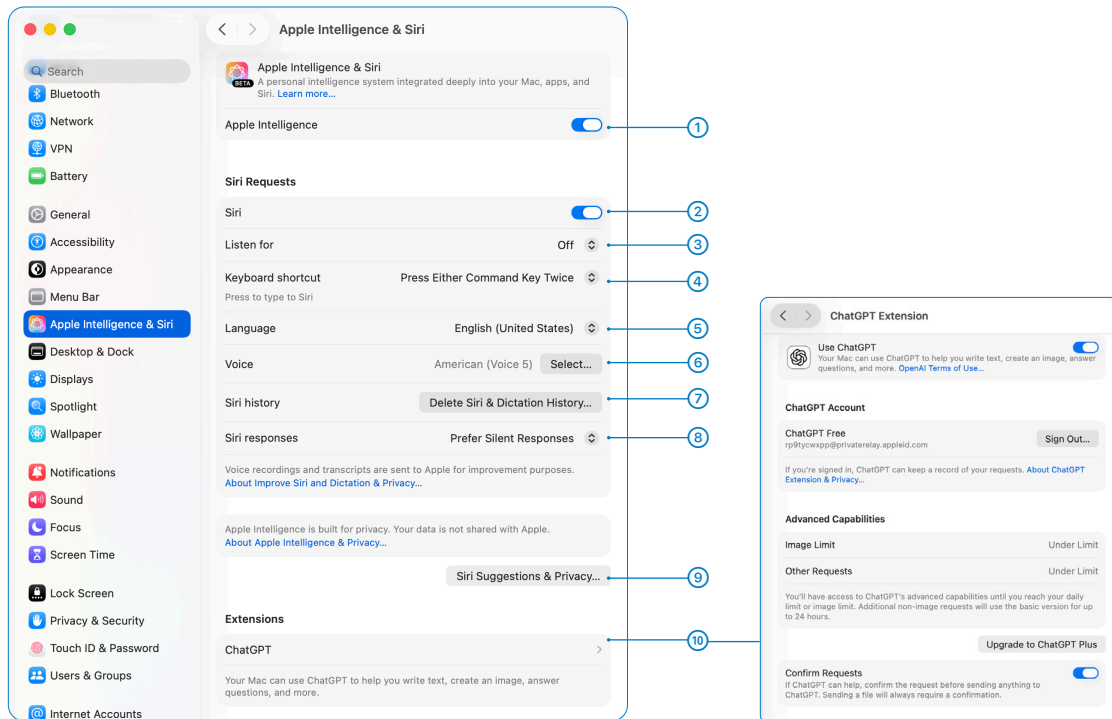 Search
Bluetooth
Network
VPN
Battery
General
Accessibility
Appearance
Menu Bar
Apple Intelligence & Siri
Desktop & Dock
Displays
Spotlight
Wallpaper
Notifications
Sound
Focus
Screen Time
Lock Screen
Privacy & Security
Touch ID & Password
Users & Groups
Internet Accounts
Apple Intelligence & Siri
BETA
Apple Intelligence & Siri
A personal intelligence system integrated deeply into your Mac, apps, and
Siri. Learn more...
Apple Intelligence
1
Siri Requests
Siri
2
Listen for Off
3
Keyboard shortcut Press Either Command Key Twice
4
Press to type to Siri
Language English (United States)
5
Voice American (Voice 5) Select...
6
Siri history Delete Siri & Dictation History...
7
Siri responses Prefer Silent Responses
8
Voice recordings and transcripts are sent to Apple for improvement purposes.
About Improve Siri and Dictation & Privacy...
Apple Intelligence is built for privacy. Your data is not shared with Apple.
About Apple Intelligence & Privacy...
Siri Suggestions & Privacy...
9
Extensions
10
ChatGPT
Your Mac can use ChatGPT to help you write text, create an image, answer
questions, and more.
ChatGPT Extension
Use ChatGPT
Your Mac can use ChatGPT to help you write text, create an image, answer
questions, and more. OpenAI Terms of Use...
ChatGPT Account
ChatGPT Free
rp9tycwxpp@privaterelay.appleid.com
Sign Out...
If you're signed in, ChatGPT can keep a record of your requests. About ChatGPT
Extension & Privacy...
Advanced Capabilities
Image Limit Under Limit
Other Requests Under Limit
You'll have access to ChatGPT's advanced capabilities until you reach your daily
limit or image limit. Additional non-image requests will use the basic version for up
to 24 hours.
Upgrade to ChatGPT Plus
Confirm Requests
If ChatGPT can help, confirm the request before sending anything to
ChatGPT. Sending a file will always require a confirmation.